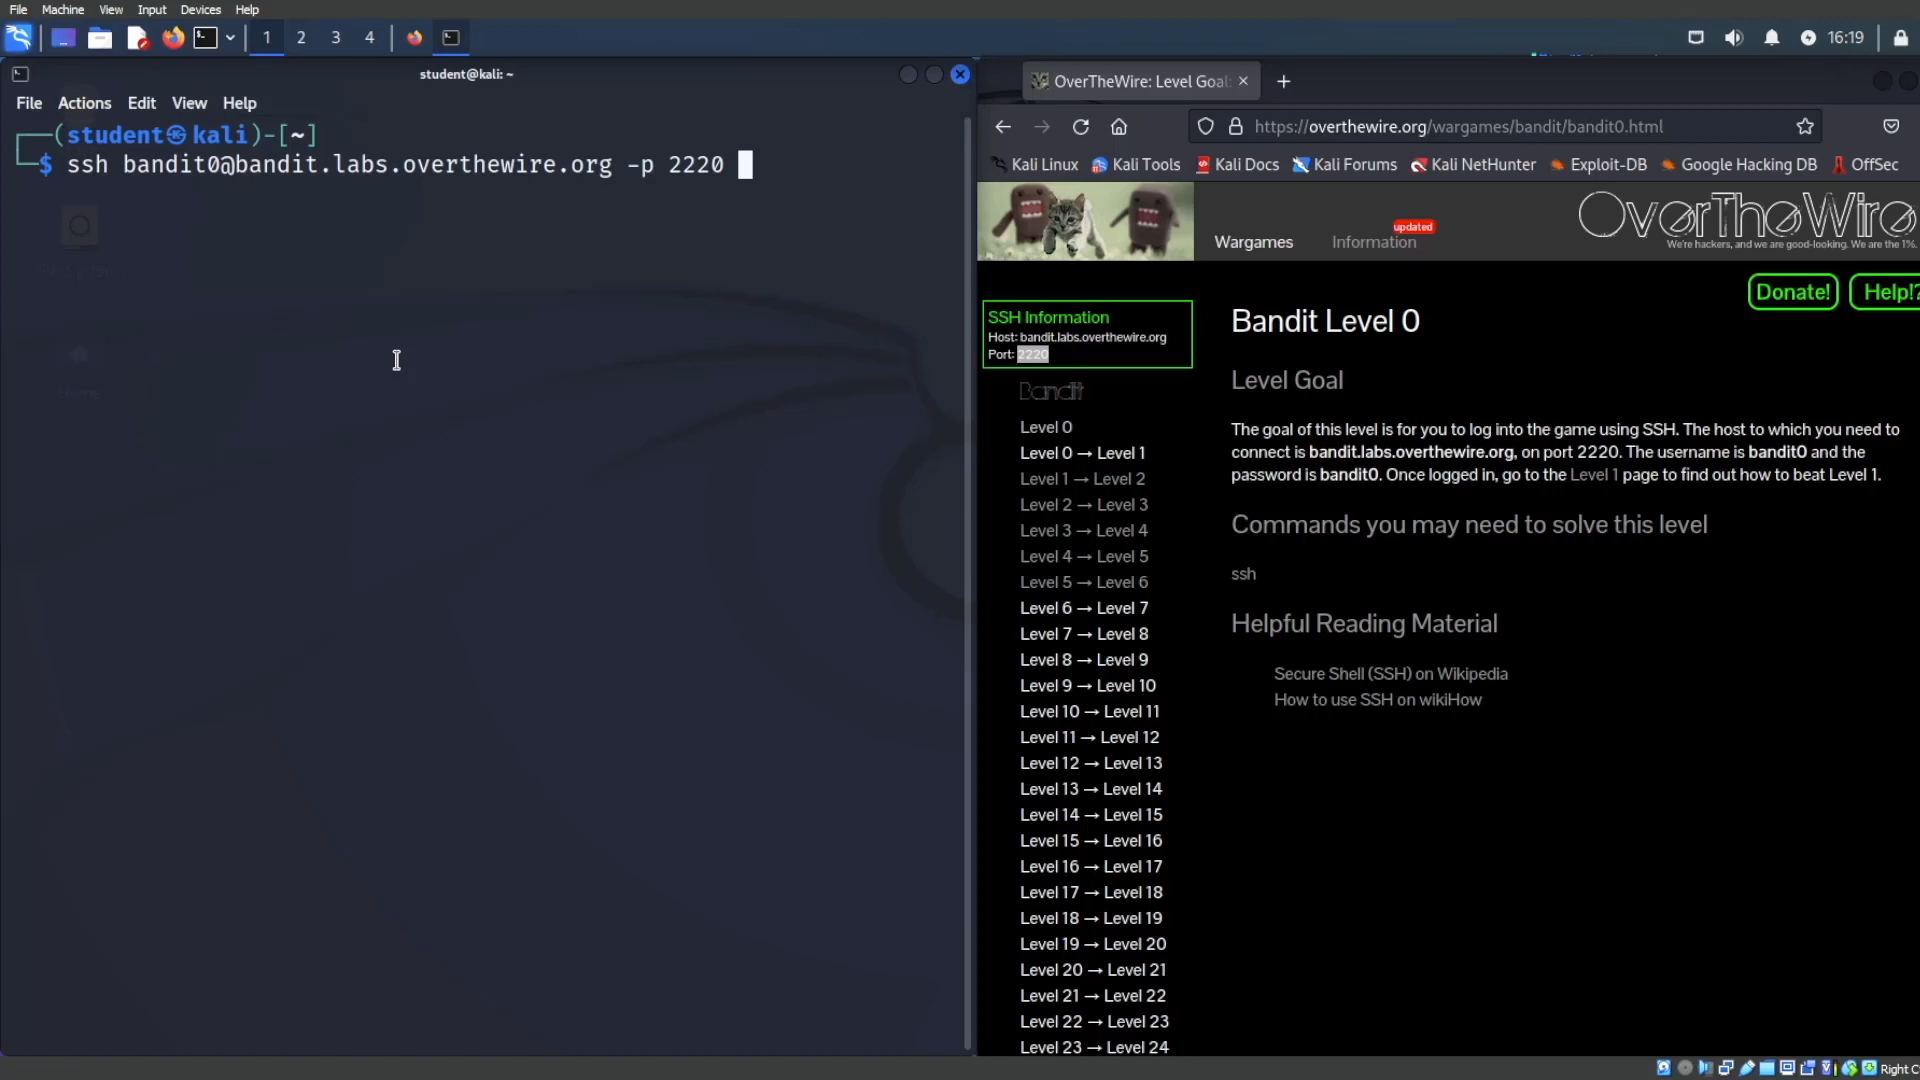 File Machine View Input Devices Help
1 2 3 4
16:19
student@kali: ~
File Actions Edit View Help
(student㉿kali)-[~]
$ ssh bandit0@bandit.labs.overthewire.org -p 2220
OverTheWire: Level Goal:
https://overthewire.org/wargames/bandit/bandit0.html
Kali Linux Kali Tools Kali Docs Kali Forums Kali NetHunter Exploit-DB Google Hacking DB OffSec
Wargames
updated
Information
OverTheWire
We're hackers, and we are good-looking. We are the 1%.
Donate! Help!?
SSH Information
Host: bandit.labs.overthewire.org
Port: 2220
Bandit
Level 0
Level 0 → Level 1
Level 1 → Level 2
Level 2 → Level 3
Level 3 → Level 4
Level 4 → Level 5
Level 5 → Level 6
Level 6 → Level 7
Level 7 → Level 8
Level 8 → Level 9
Level 9 → Level 10
Level 10 → Level 11
Level 11 → Level 12
Level 12 → Level 13
Level 13 → Level 14
Level 14 → Level 15
Level 15 → Level 16
Level 16 → Level 17
Level 17 → Level 18
Level 18 → Level 19
Level 19 → Level 20
Level 20 → Level 21
Level 21 → Level 22
Level 22 → Level 23
Level 23 → Level 24
Bandit Level 0
Level Goal
The goal of this level is for you to log into the game using SSH. The host to which you need to
connect is bandit.labs.overthewire.org, on port 2220. The username is bandit0 and the
password is bandit0. Once logged in, go to the Level 1 page to find out how to beat Level 1.
Commands you may need to solve this level
ssh
Helpful Reading Material
Secure Shell (SSH) on Wikipedia
How to use SSH on wikiHow
Home
Right C